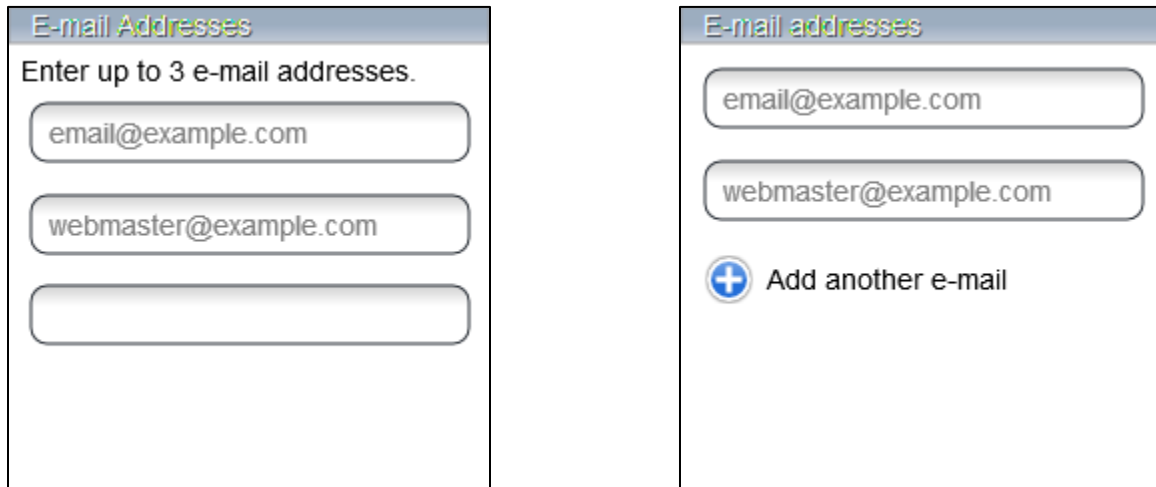 E-mail Addresses
Enter up to 3 e-mail addresses.
email@example.com
webmaster@example.com
E-mail addresses
email@example.com
webmaster@example.com
Add another e-mail